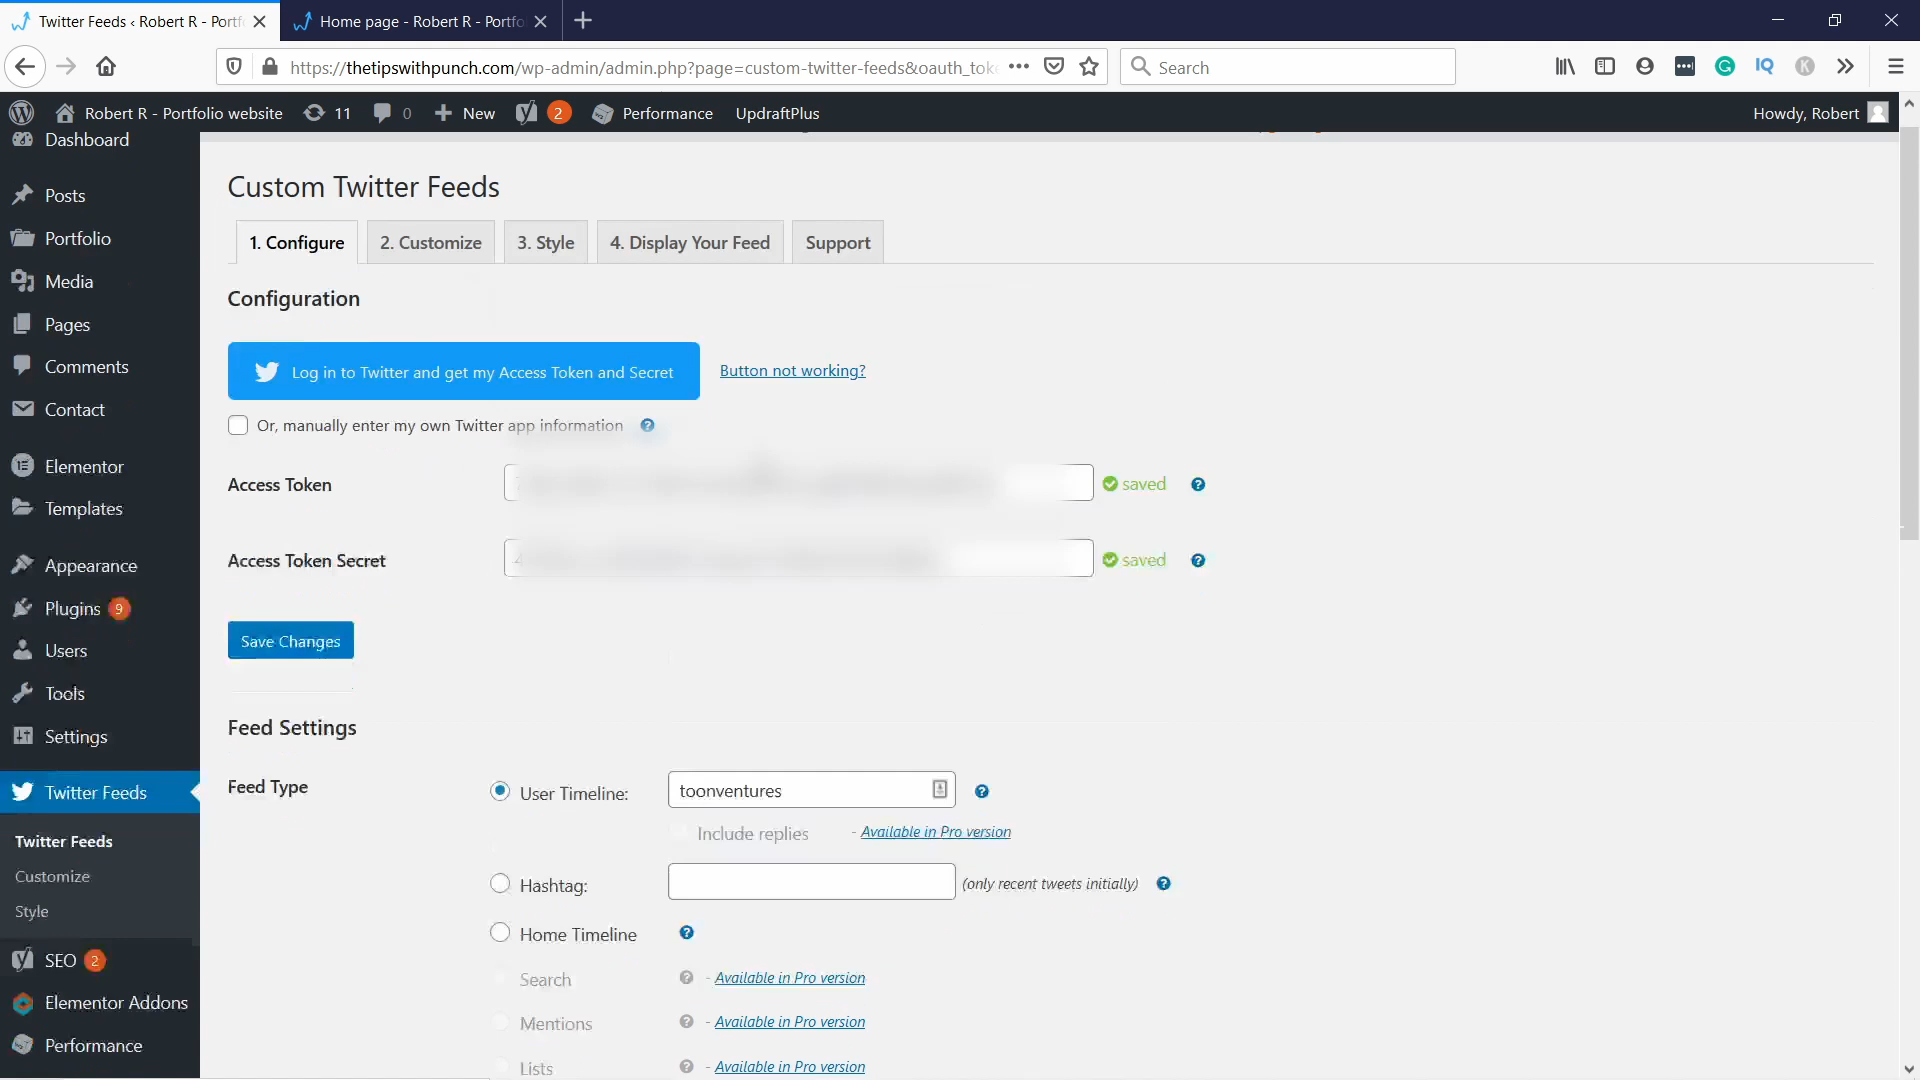 Twitter Feeds ‹ Robert R - Portf
Home page - Robert R - Portfo
https://thetipswithpunch.com/wp-admin/admin.php?page=custom-twitter-feeds&oauth_tok
Search
IQ
K
Robert R - Portfolio website
11
0
New
2
Performance
UpdraftPlus
Howdy, Robert
Dashboard
Posts
Portfolio
Media
Pages
Comments
Contact
Elementor
Templates
Appearance
Plugins 9
Users
Tools
Settings
Twitter Feeds
Twitter Feeds
Customize
Style
SEO 2
Elementor Addons
Performance
Custom Twitter Feeds
1. Configure
2. Customize
3. Style
4. Display Your Feed
Support
Configuration
Log in to Twitter and get my Access Token and Secret
Button not working?
Or, manually enter my own Twitter app information ?
Access Token
saved ?
Access Token Secret
saved ?
Save Changes
Feed Settings
Feed Type
User Timeline:
toonventures
?
Include replies
- Available in Pro version
Hashtag:
(only recent tweets initially) ?
Home Timeline ?
Search ? - Available in Pro version
Mentions ? - Available in Pro version
Lists ? - Available in Pro version